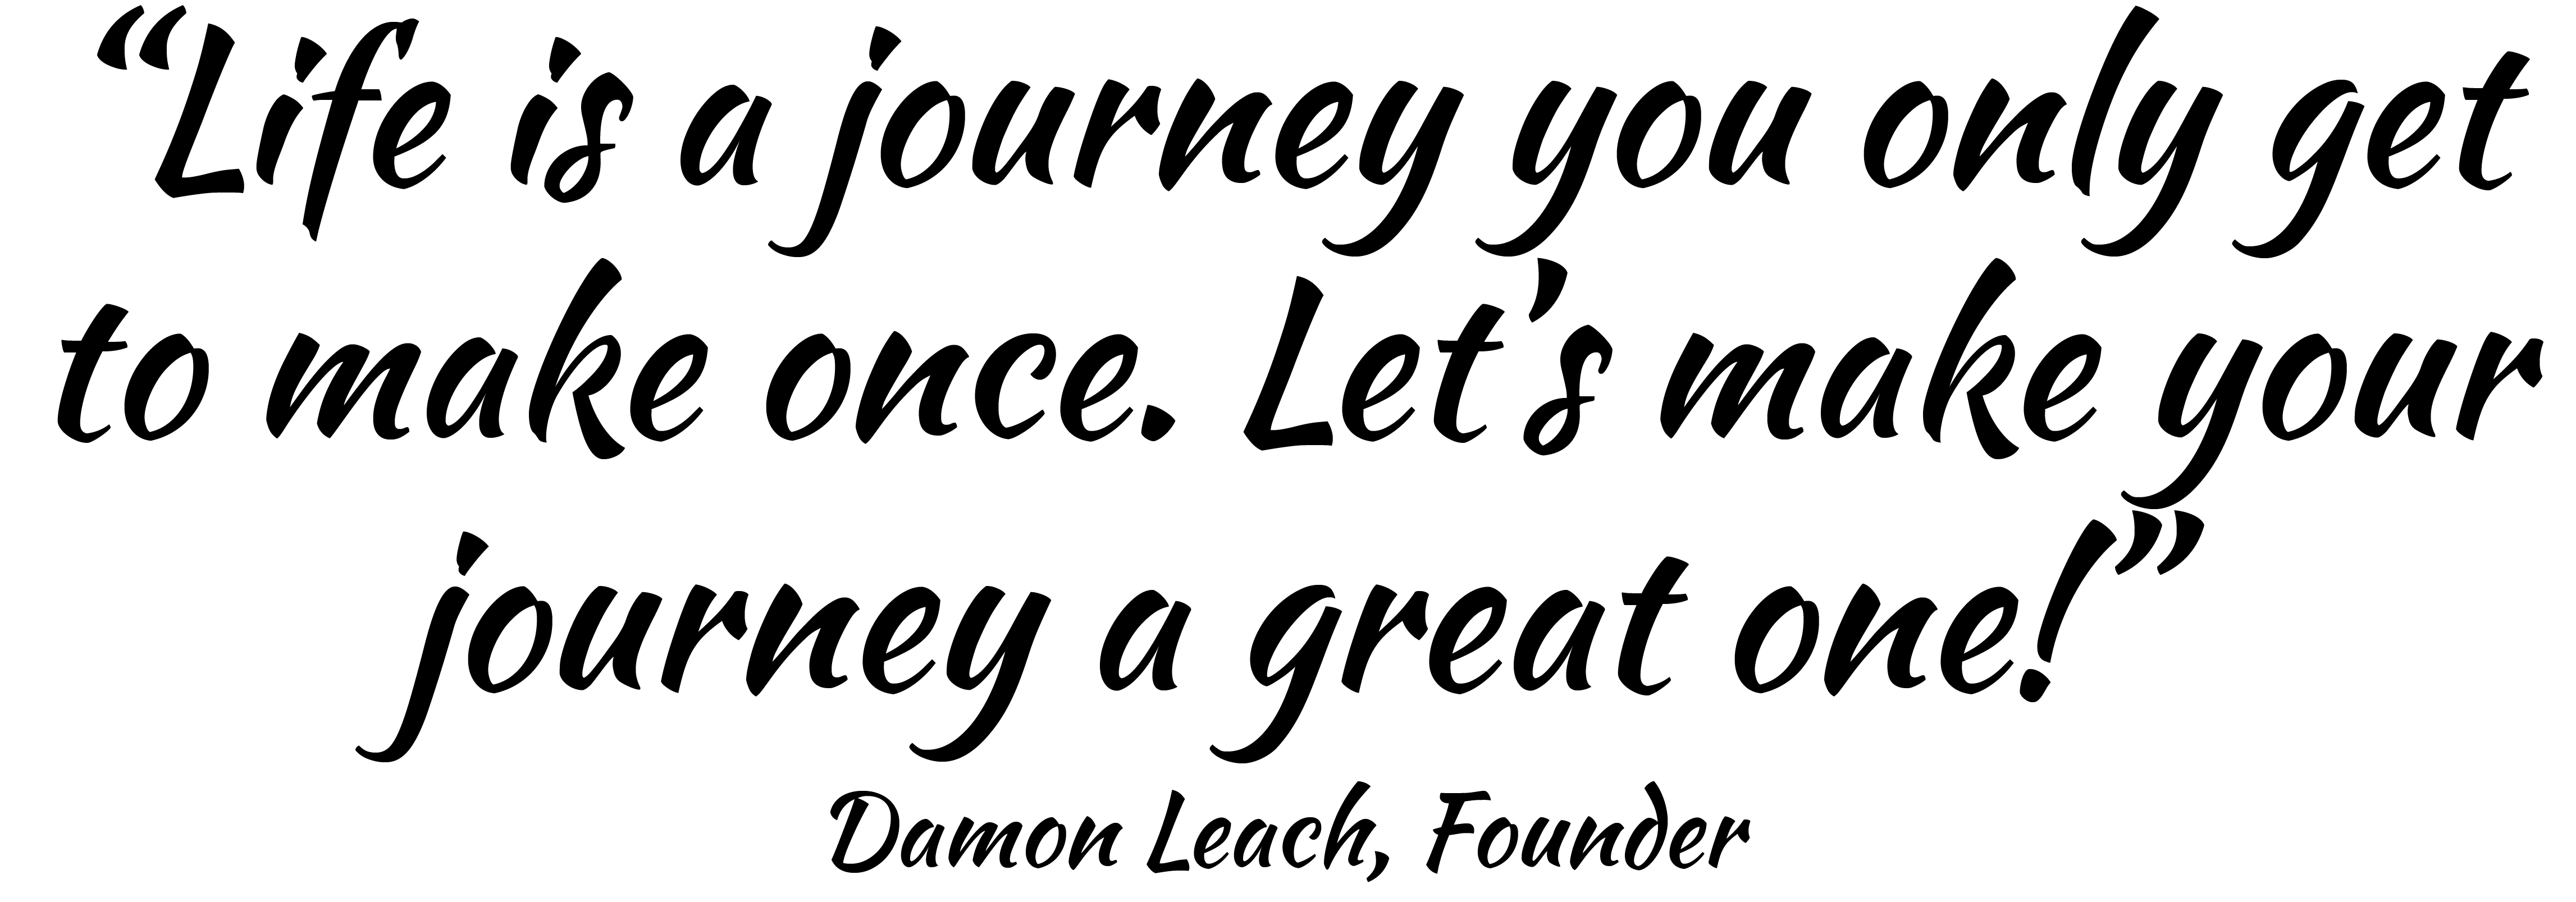 “Life is a journey you only get
to make once. Let’s make your
journey a great one!”
Damon Leach, Founder